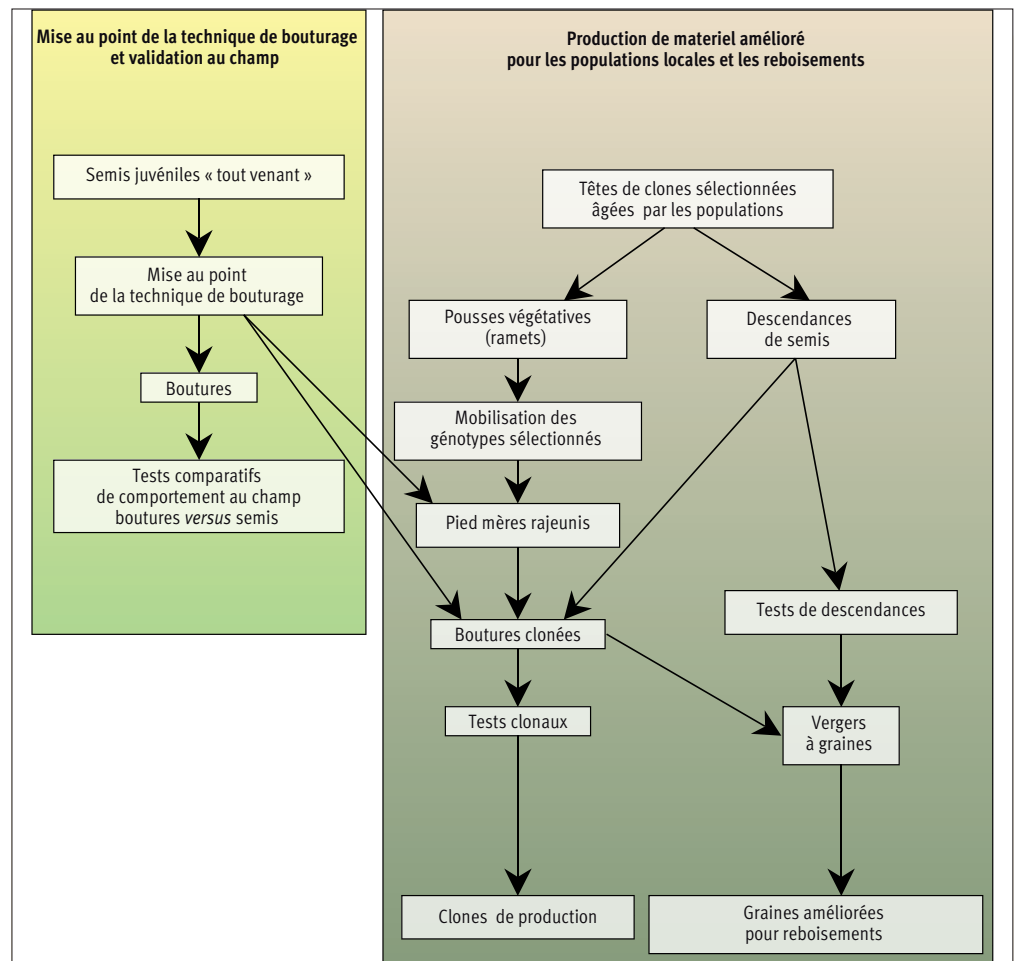 Mise au point de la technique de bouturage
et validation au champ
Semis juvéniles « tout venant »
Mise au point
de la technique de bouturage
Boutures
Tests comparatifs
de comportement au champ
boutures versus semis
Production de materiel amélioré
pour les populations locales et les reboisements
Têtes de clones sélectionnées
âgées par les populations
Pousses végétatives
(ramets)
Descendances
de semis
Mobilisation des
génotypes sélectionnés
Pied mères rajeunis
Boutures clonées
Tests de descendances
Tests clonaux
Vergers
à graines
Clones de production
Graines améliorées
pour reboisements